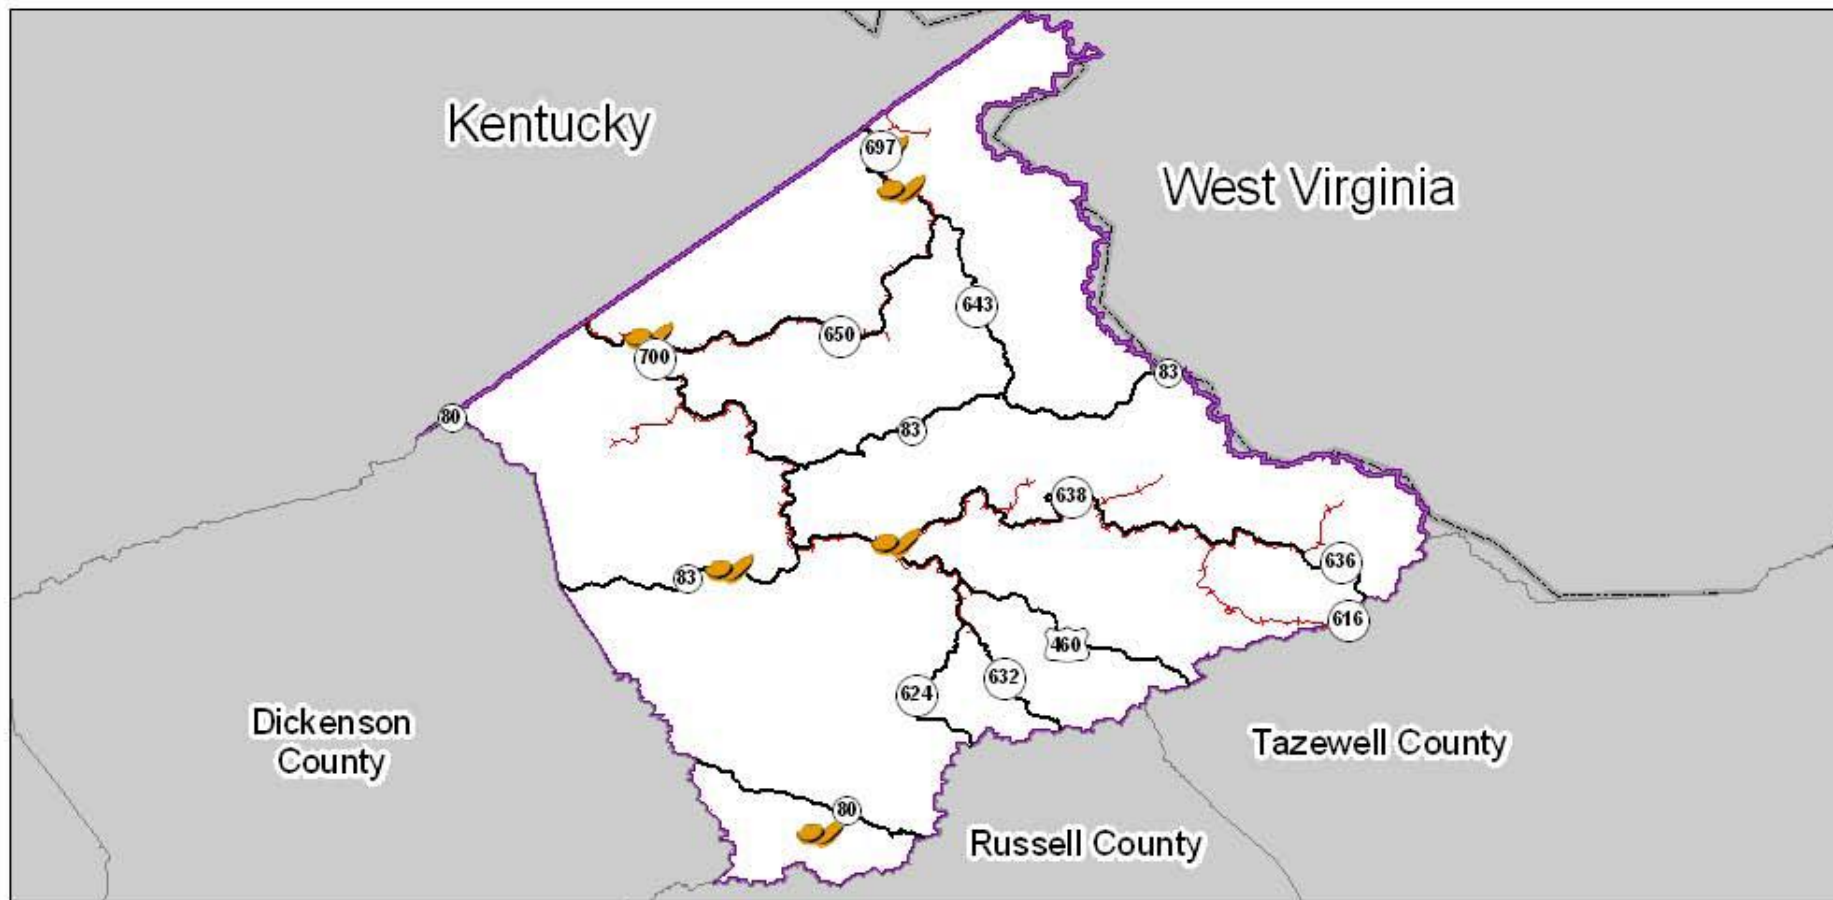 Kentucky
697
West Virginia
643
650
700
83
80
83
638
636
83
616
460
632
624
Dickenson
County
Tazewell County
80
Russell County